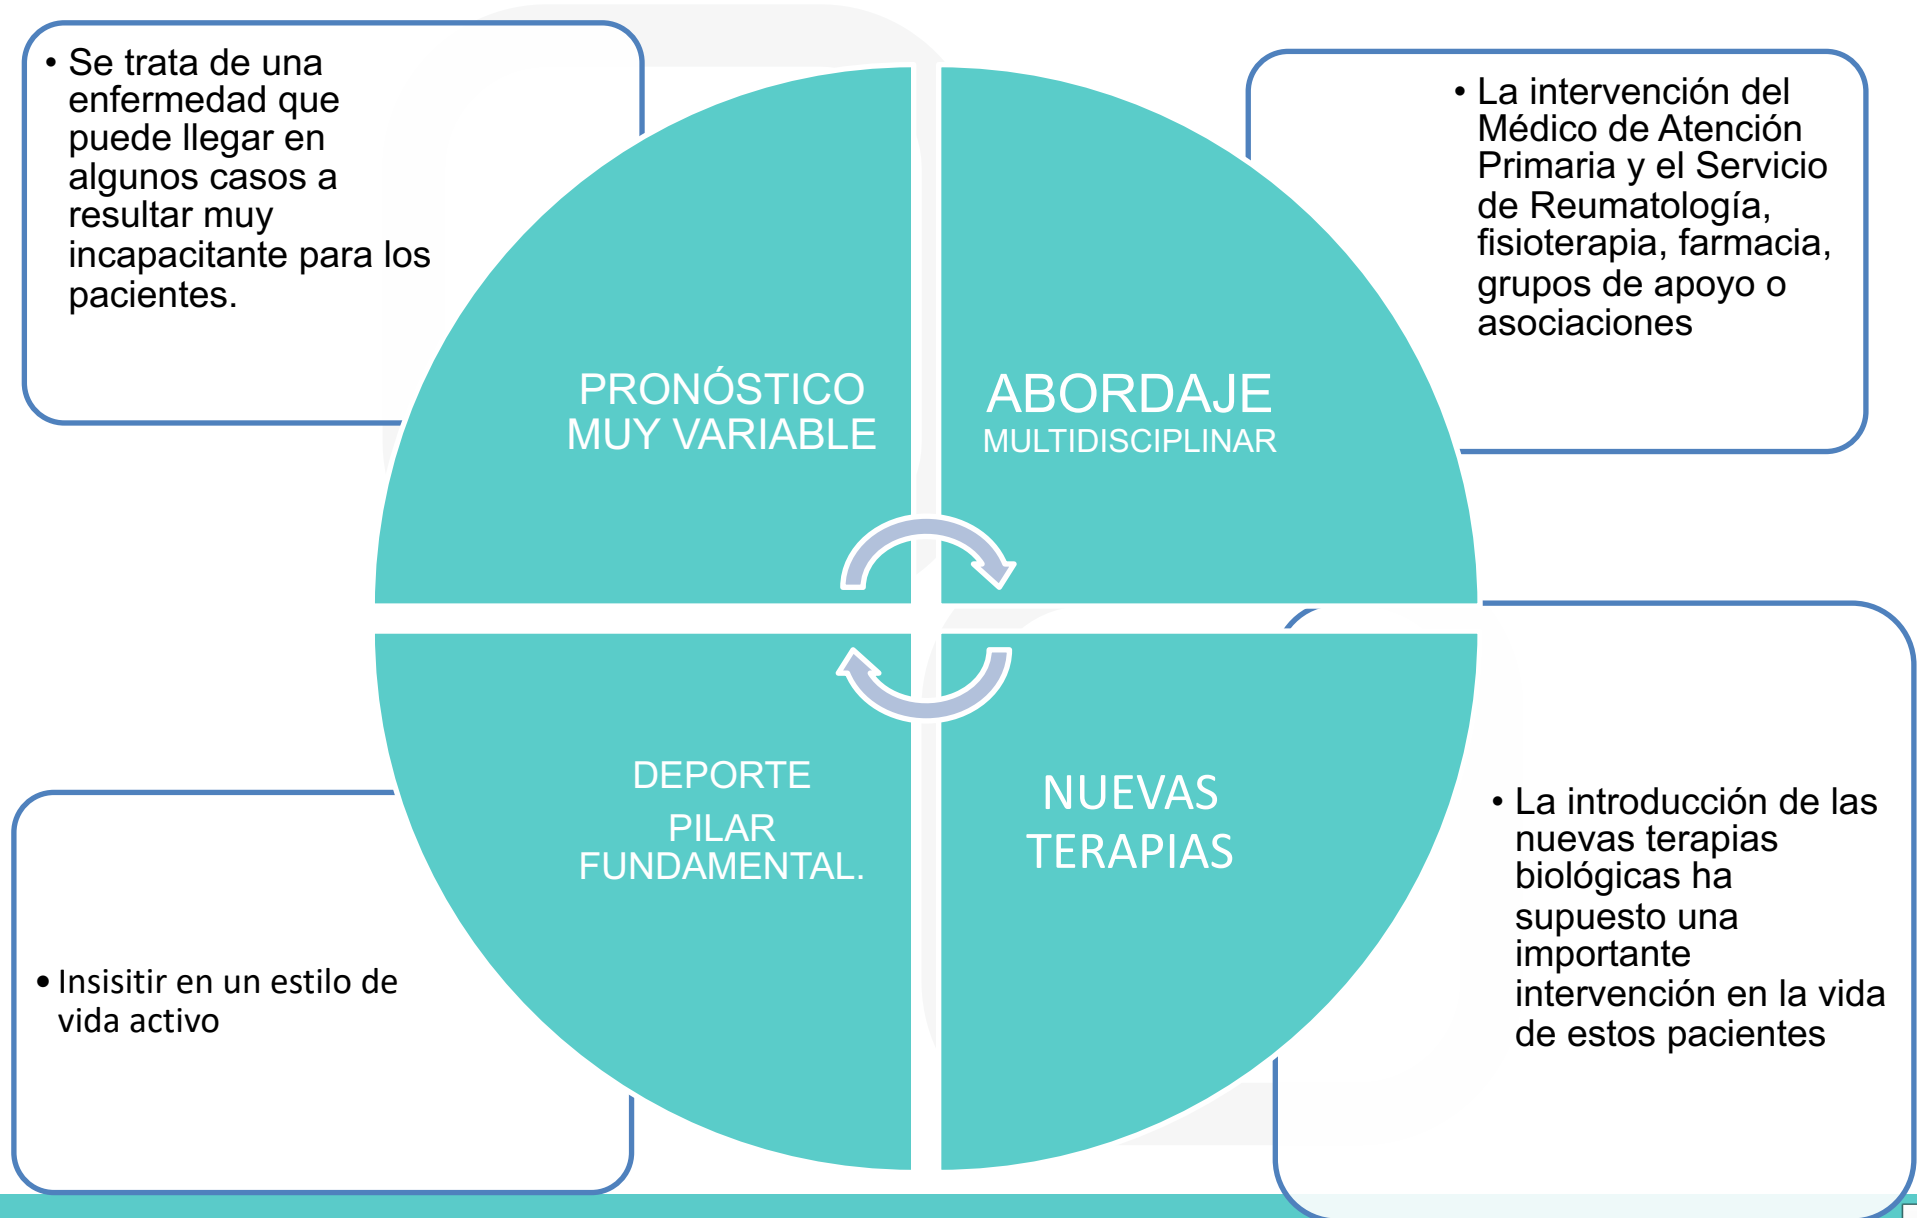 • Se trata de una
enfermedad que
puede llegar en
algunos casos a
resultar muy
incapacitante para los
pacientes.
PRONÓSTICO
MUY VARIABLE
ABORDAJE
MULTIDISCIPLINAR
• La intervención del
Médico de Atención
Primaria y el Servicio
de Reumatología,
fisioterapia, farmacia,
grupos de apoyo o
asociaciones
• Insisitir en un estilo de
vida activo
DEPORTE
PILAR
FUNDAMENTAL.
NUEVAS
TERAPIAS
• La introducción de las
nuevas terapias
biológicas ha
supuesto una
importante
intervención en la vida
de estos pacientes